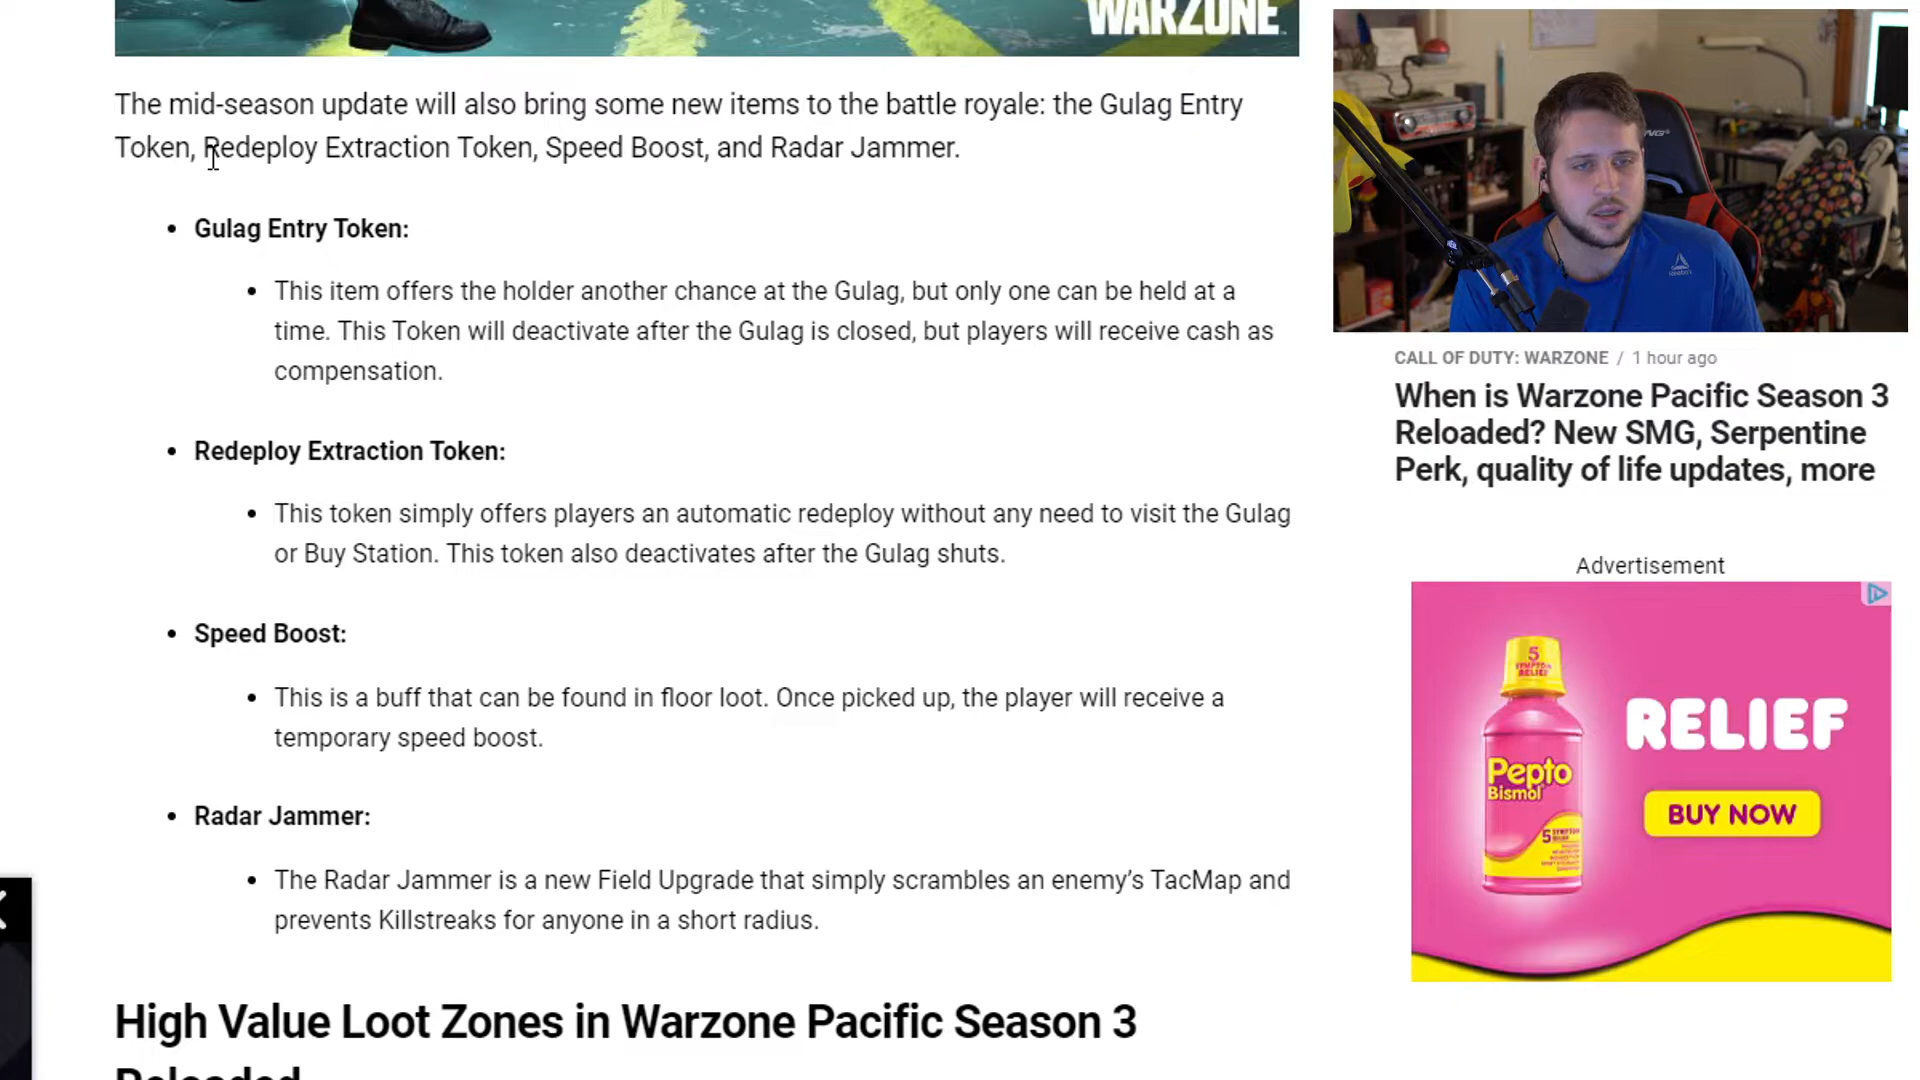 WARZONE
The mid-season update will also bring some new items to the battle royale: the Gulag Entry
Token, Redeploy Extraction Token, Speed Boost, and Radar Jammer.
• Gulag Entry Token:
• This item offers the holder another chance at the Gulag, but only one can be held at a
time. This Token will deactivate after the Gulag is closed, but players will receive cash as
compensation.
• Redeploy Extraction Token:
• This token simply offers players an automatic redeploy without any need to visit the Gulag
or Buy Station. This token also deactivates after the Gulag shuts.
• Speed Boost:
• This is a buff that can be found in floor loot. Once picked up, the player will receive a
temporary speed boost.
• Radar Jammer:
• The Radar Jammer is a new Field Upgrade that simply scrambles an enemy's TacMap and
prevents Killstreaks for anyone in a short radius.
High Value Loot Zones in Warzone Pacific Season 3
Reloaded
CALL OF DUTY: WARZONE / 1 hour ago
When is Warzone Pacific Season 3
Reloaded? New SMG, Serpentine
Perk, quality of life updates, more
Advertisement
5
SYMPTOM
RELIEF
Pepto
Bismol
5 SYMPTOM
RELIEF
BUY NOW